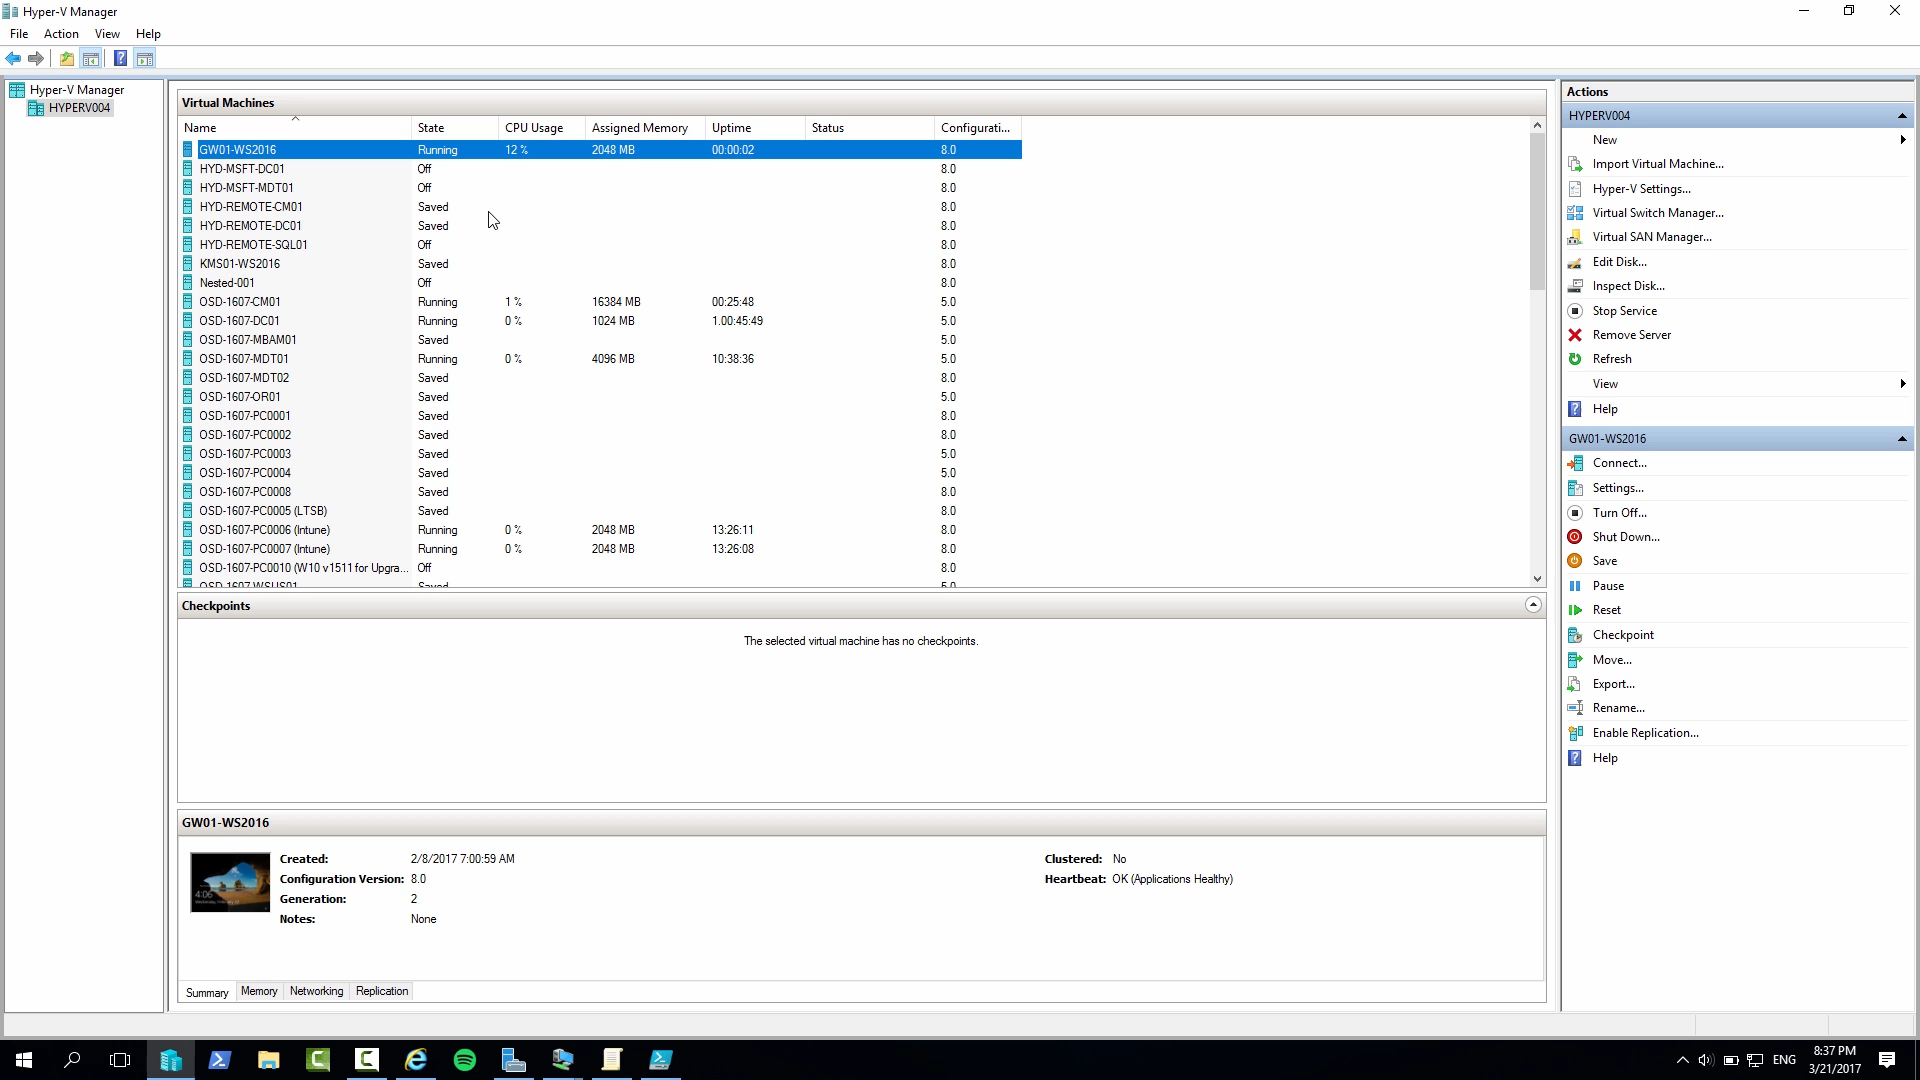 Hyper-V Manager
File Action View Help
Hyper-V Manager
HYPERV004
Virtual Machines
Name State CPU Usage Assigned Memory Uptime Status Configurati...
GW01-WS2016 Running 12 % 2048 MB 00:00:02 8.0
HYD-MSFT-DC01 Off 8.0
HYD-MSFT-MDT01 Off 8.0
HYD-REMOTE-CM01 Saved 8.0
HYD-REMOTE-DC01 Saved 8.0
HYD-REMOTE-SQL01 Off 8.0
KMS01-WS2016 Saved 8.0
Nested-001 Off 8.0
OSD-1607-CM01 Running 1 % 16384 MB 00:25:48 5.0
OSD-1607-DC01 Running 0 % 1024 MB 1.00:45:49 5.0
OSD-1607-MBAM01 Saved 5.0
OSD-1607-MDT01 Running 0 % 4096 MB 10:38:36 5.0
OSD-1607-MDT02 Saved 8.0
OSD-1607-OR01 Saved 5.0
OSD-1607-PC0001 Saved 8.0
OSD-1607-PC0002 Saved 8.0
OSD-1607-PC0003 Saved 5.0
OSD-1607-PC0004 Saved 5.0
OSD-1607-PC0008 Saved 8.0
OSD-1607-PC0005 (LTSB) Saved 8.0
OSD-1607-PC0006 (Intune) Running 0 % 2048 MB 13:26:11 8.0
OSD-1607-PC0007 (Intune) Running 0 % 2048 MB 13:26:08 8.0
OSD-1607-PC0010 (W10 v1511 for Upgra... Off 8.0
OSD-1607-WSUS01 Saved 5.0
Checkpoints
The selected virtual machine has no checkpoints.
GW01-WS2016
4:06
Created: 2/8/2017 7:00:59 AM
Configuration Version: 8.0
Generation: 2
Notes: None
Clustered: No
Heartbeat: OK (Applications Healthy)
Summary Memory Networking Replication
Actions
HYPERV004
New
Import Virtual Machine...
Hyper-V Settings...
Virtual Switch Manager...
Virtual SAN Manager...
Edit Disk...
Inspect Disk...
Stop Service
Remove Server
Refresh
View
Help
GW01-WS2016
Connect...
Settings...
Turn Off...
Shut Down...
Save
Pause
Reset
Checkpoint
Move...
Export...
Rename...
Enable Replication...
Help
ENG
8:37 PM
3/21/2017